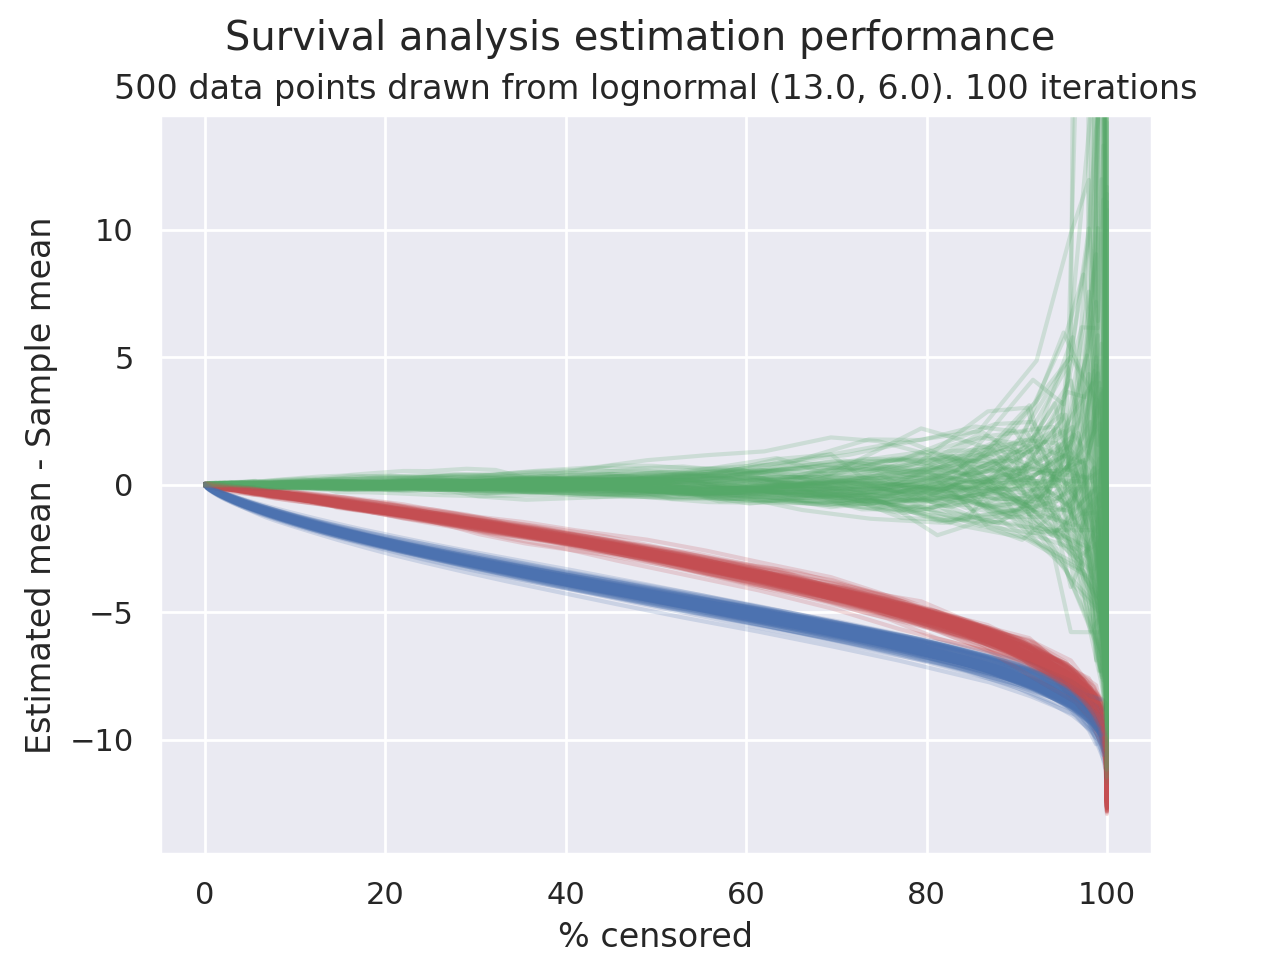 Survival analysis estimation performance
500 data points drawn from lognormal (13.0, 6.0). 100 iterations
Estimated mean - Sample mean
10
5
0
−5
−10
0 20 40 60 80 100
% censored